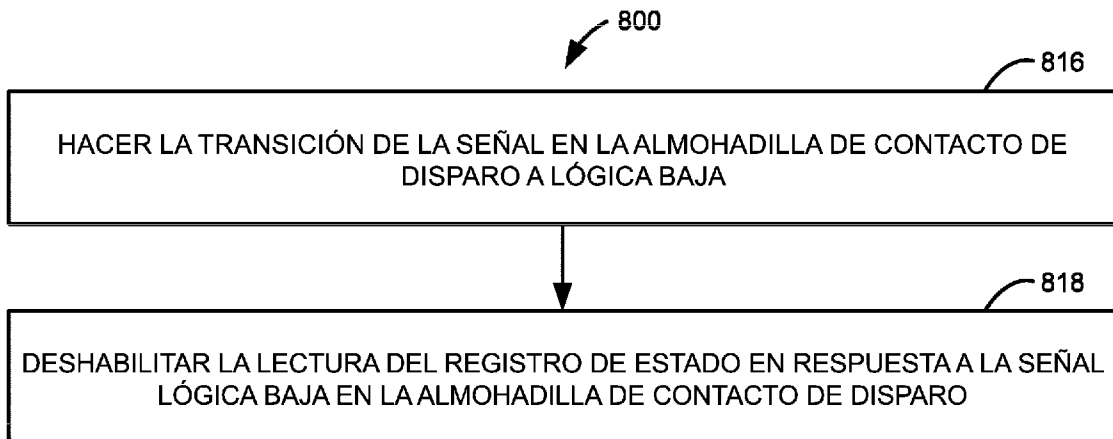 800
816
HACER LA TRANSICIÓN DE LA SEÑAL EN LA ALMOHADILLA DE CONTACTO DE
DISPARO A LÓGICA BAJA
818
DESHABILITAR LA LECTURA DEL REGISTRO DE ESTADO EN RESPUESTA A LA SEÑAL
LÓGICA BAJA EN LA ALMOHADILLA DE CONTACTO DE DISPARO